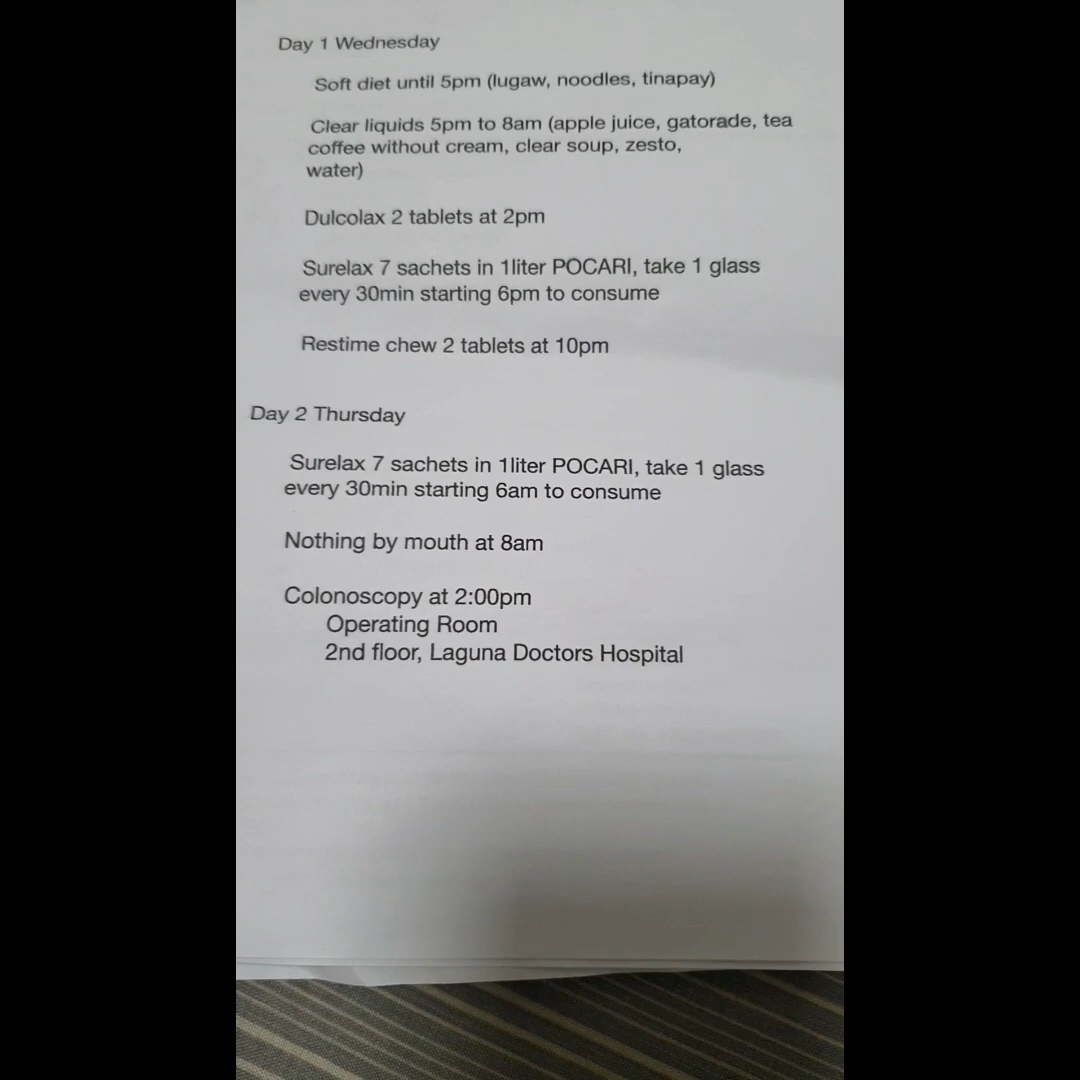 Day 1 Wednesday
Soft diet until 5pm (lugaw, noodles, tinapay)
Clear liquids 5pm to 8am (apple juice, gatorade, tea
coffee without cream, clear soup, zesto,
water)
Dulcolax 2 tablets at 2pm
Surelax 7 sachets in 1liter POCARI, take 1 glass
every 30min starting 6pm to consume
Restime chew 2 tablets at 10pm
Day 2 Thursday
Surelax 7 sachets in 1liter POCARI, take 1 glass
every 30min starting 6am to consume
Nothing by mouth at 8am
Colonoscopy at 2:00pm
Operating Room
2nd floor, Laguna Doctors Hospital